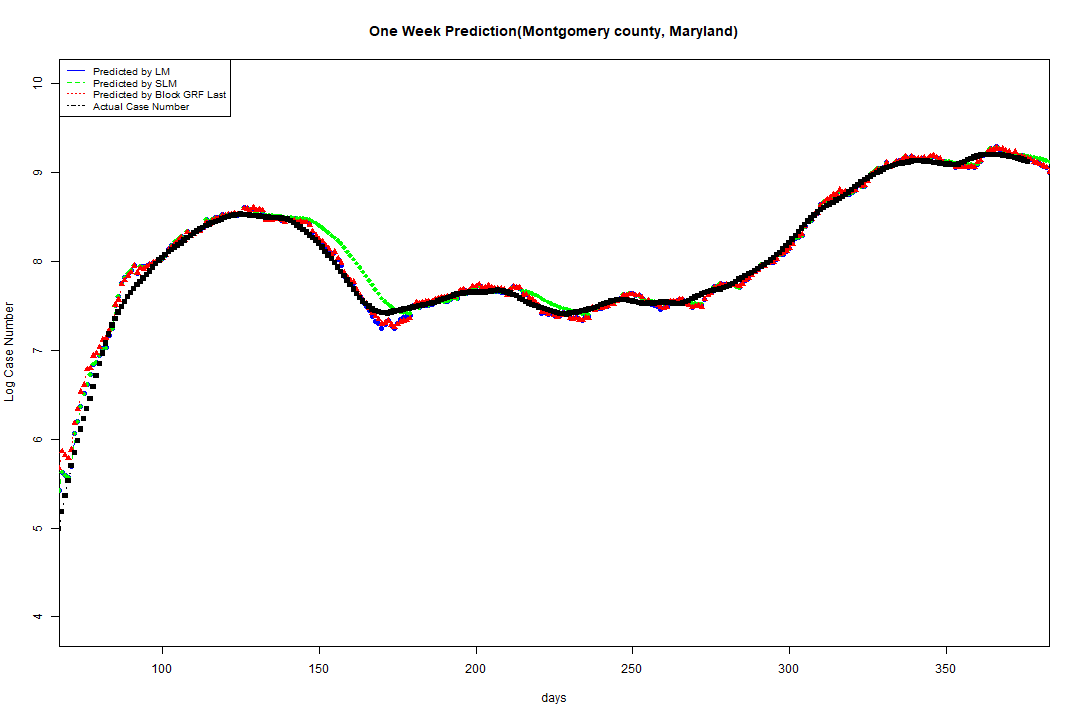 One Week Prediction(Montgomery county, Maryland)
Predicted by LM
Predicted by SLM
Predicted by Block GRF Last
Actual Case Number
10
9
8
7
6
5
4
Log Case Number
100 150 200 250 300 350
days